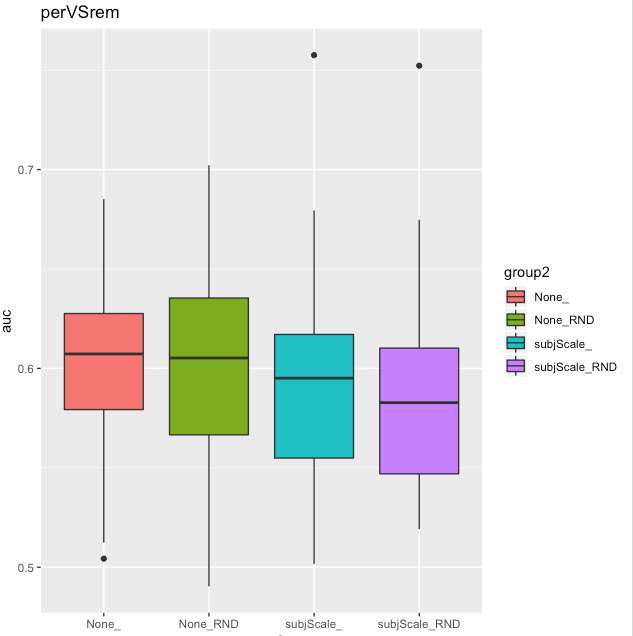 perVSrem
auc
0.7
0.6
0.5
None_
None_RND
subjScale_
subjScale_RND
group2
None_
None_RND
subjScale_
subjScale_RND